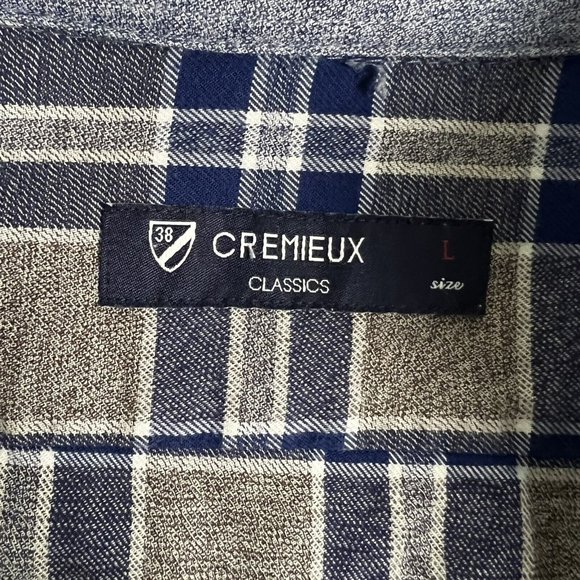 38 CREMIEUX L
CLASSICS size